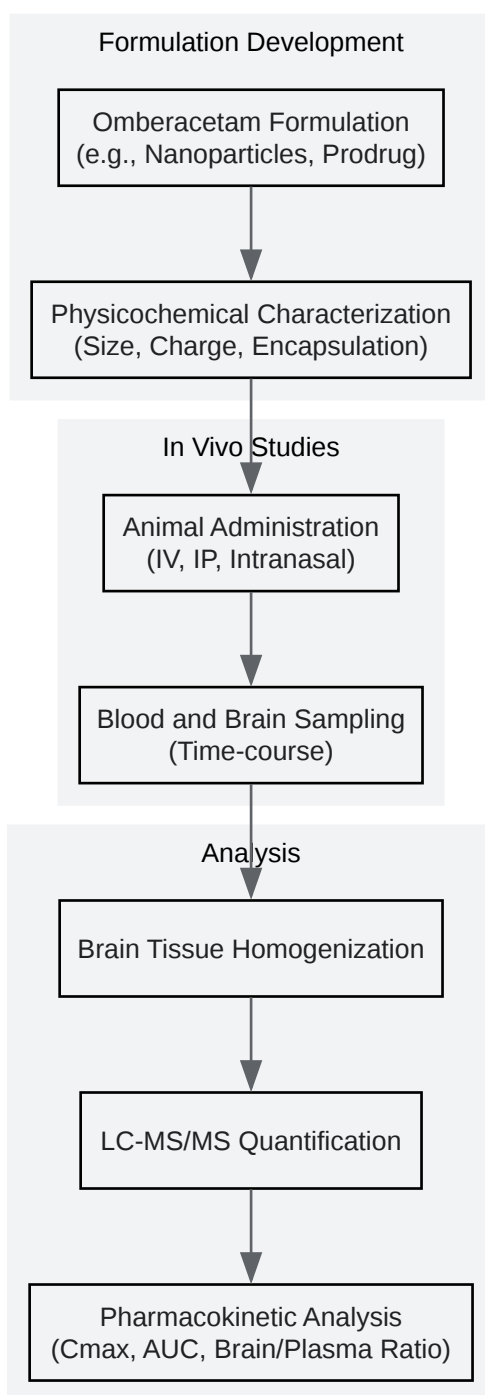 Formulation Development
Omberacetam Formulation
(e.g., Nanoparticles, Prodrug)
Physicochemical Characterization
(Size, Charge, Encapsulation)
In Vivo Studies
Animal Administration
(IV, IP, Intranasal)
Blood and Brain Sampling
(Time-course)
Analysis
Brain Tissue Homogenization
LC-MS/MS Quantification
Pharmacokinetic Analysis
(Cmax, AUC, Brain/Plasma Ratio)